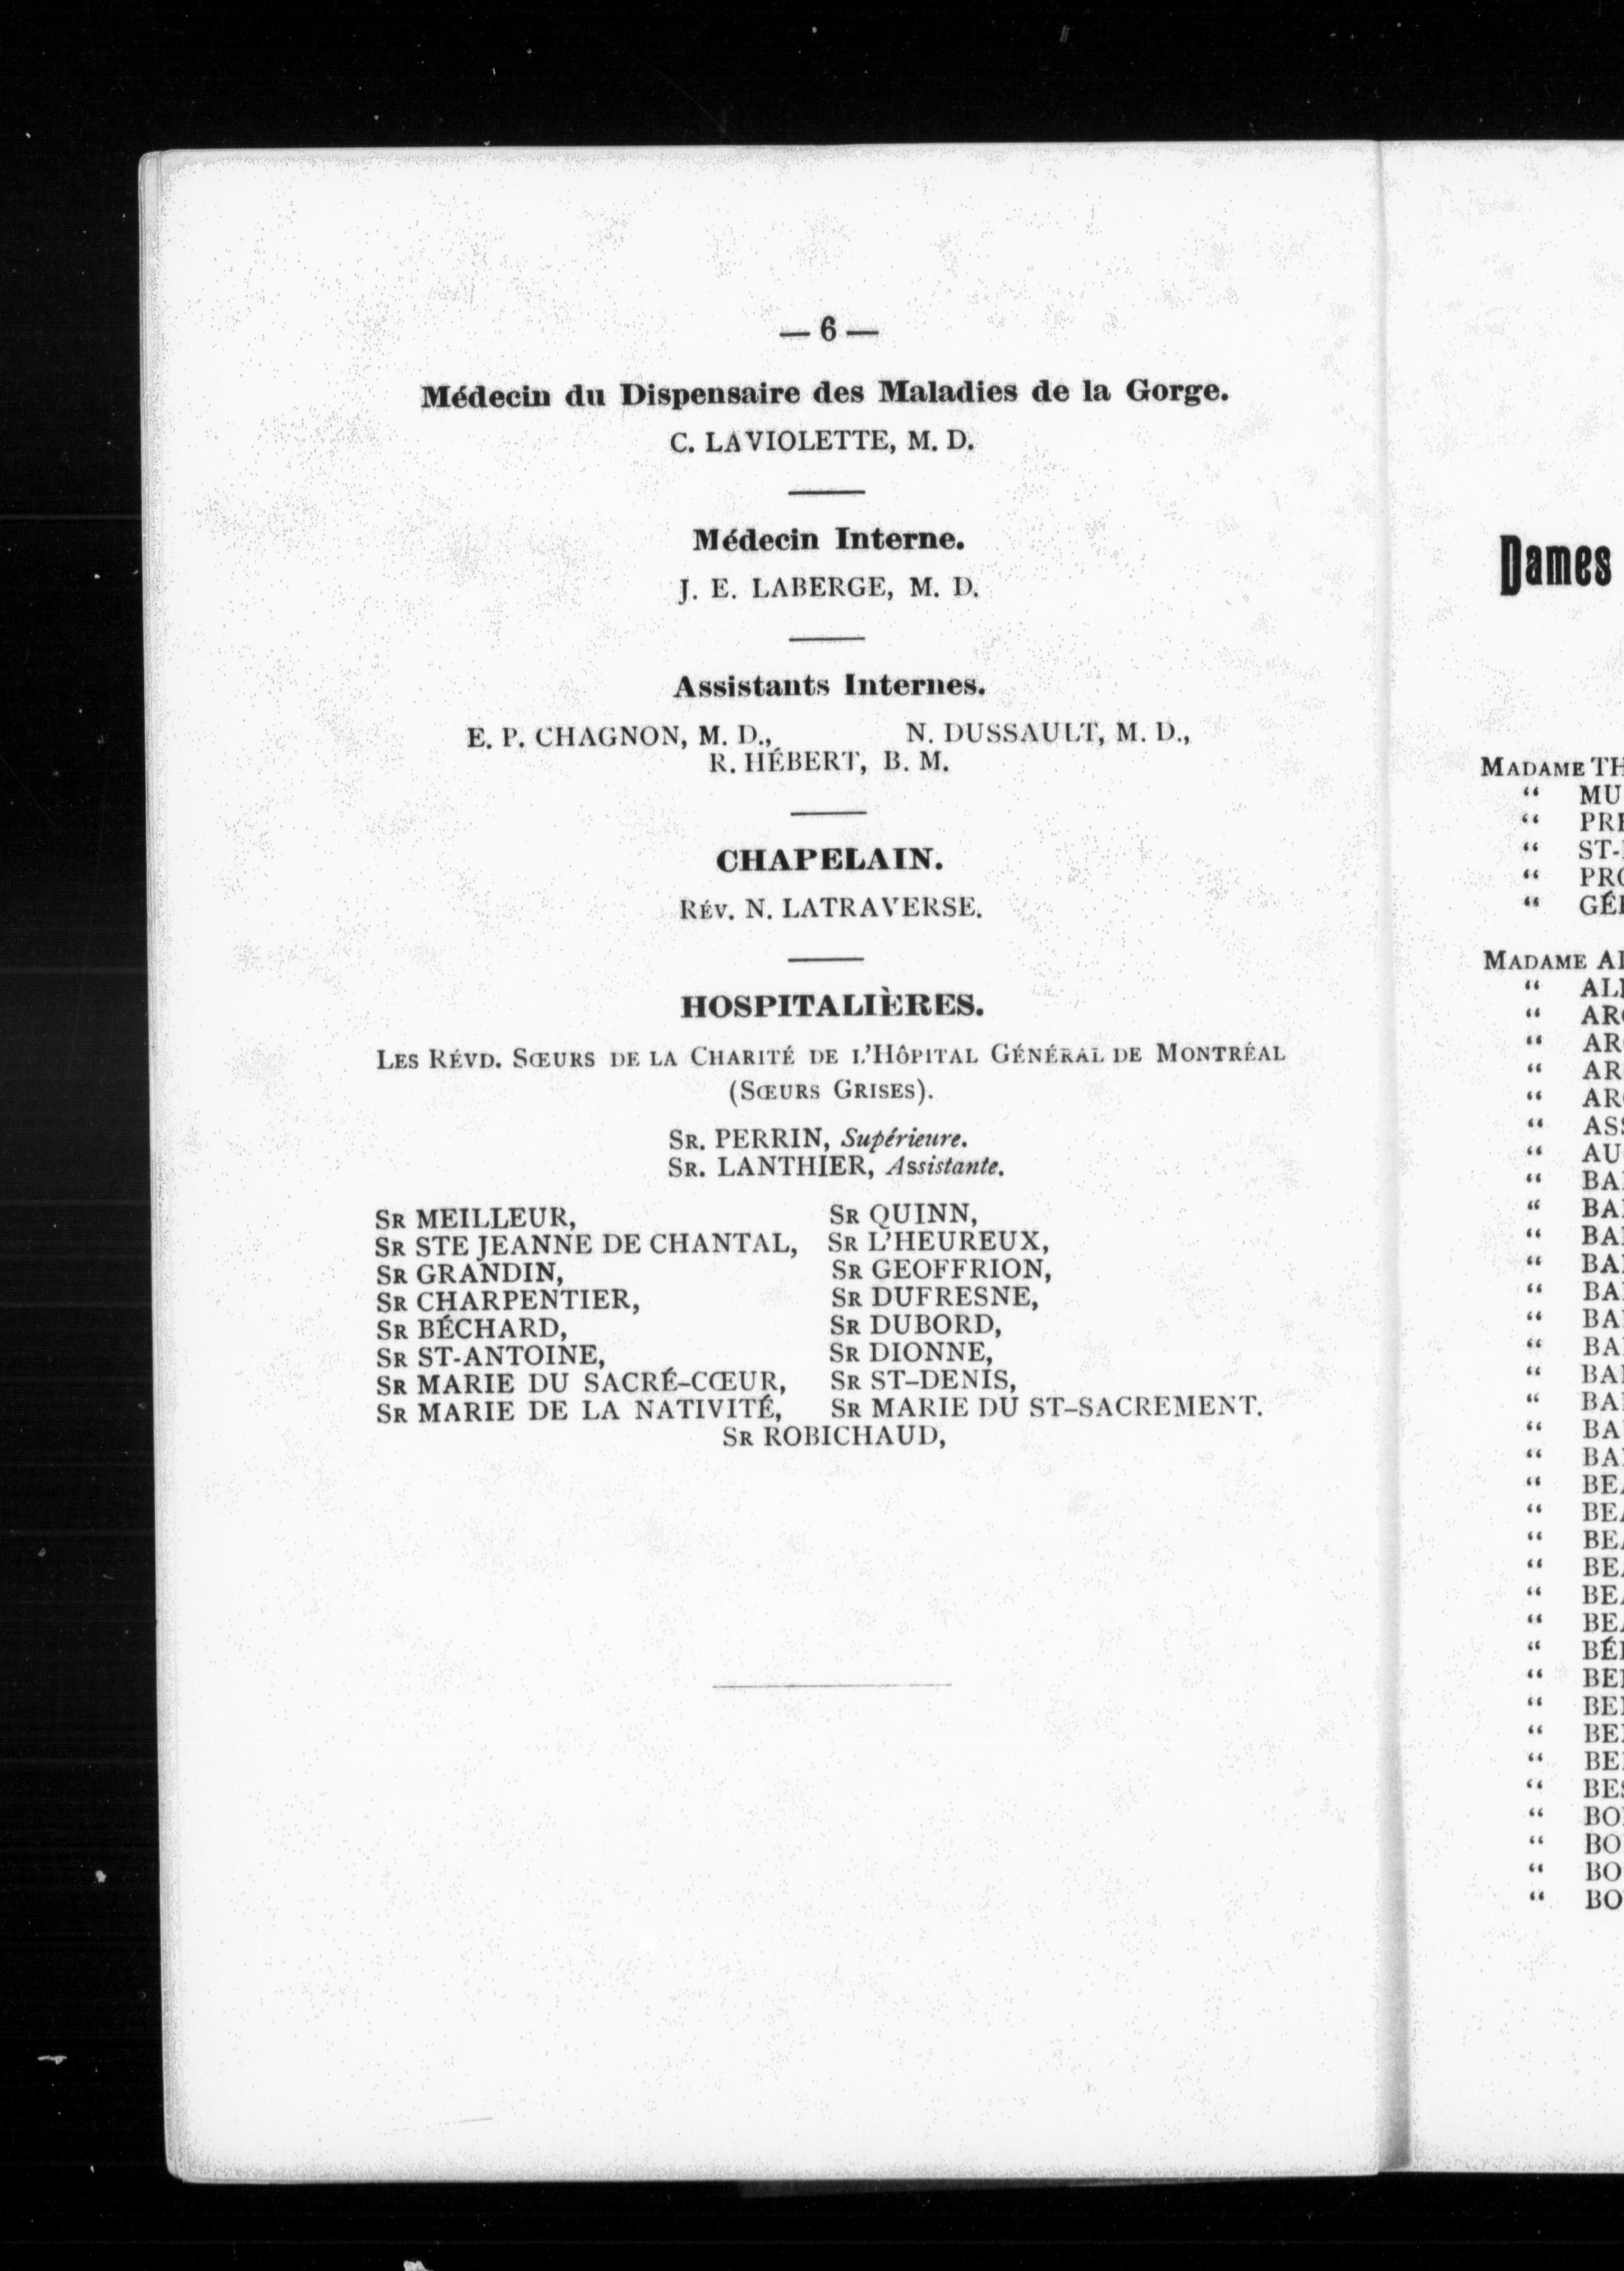 — 6 —
Médecin du Dispensaire des Maladies de la Gorge.
C. LAVIOLETTE, M. D.
Médecin Interne.
J. E. LABERGE, M. D.
Assistants Internes.
E. P. CHAGNON, M. D., N. DUSSAULT, M. D.,
R. HÉBERT, B. M.
CHAPELAIN.
RÉV. N. LATRAVERSE.
HOSPITALIÈRES.
LES RÉVD. SŒURS DE LA CHARITÉ DE L'HÔPITAL GÉNÉRAL DE MONTRÉAL
(SŒURS GRISES).
SR. PERRIN, Supérieure.
SR. LANTHIER, Assistante.
SR MEILLEUR, SR QUINN,
SR STE JEANNE DE CHANTAL, SR L'HEUREUX,
SR GRANDIN, SR GEOFFRION,
SR CHARPENTIER, SR DUFRESNE,
SR BÉCHARD, SR DUBORD,
SR ST-ANTOINE, SR DIONNE,
SR MARIE DU SACRÉ-CŒUR, SR ST-DENIS,
SR MARIE DE LA NATIVITÉ, SR MARIE DU ST-SACREMENT.
SR ROBICHAUD,
Dames
MADAME
MADAME